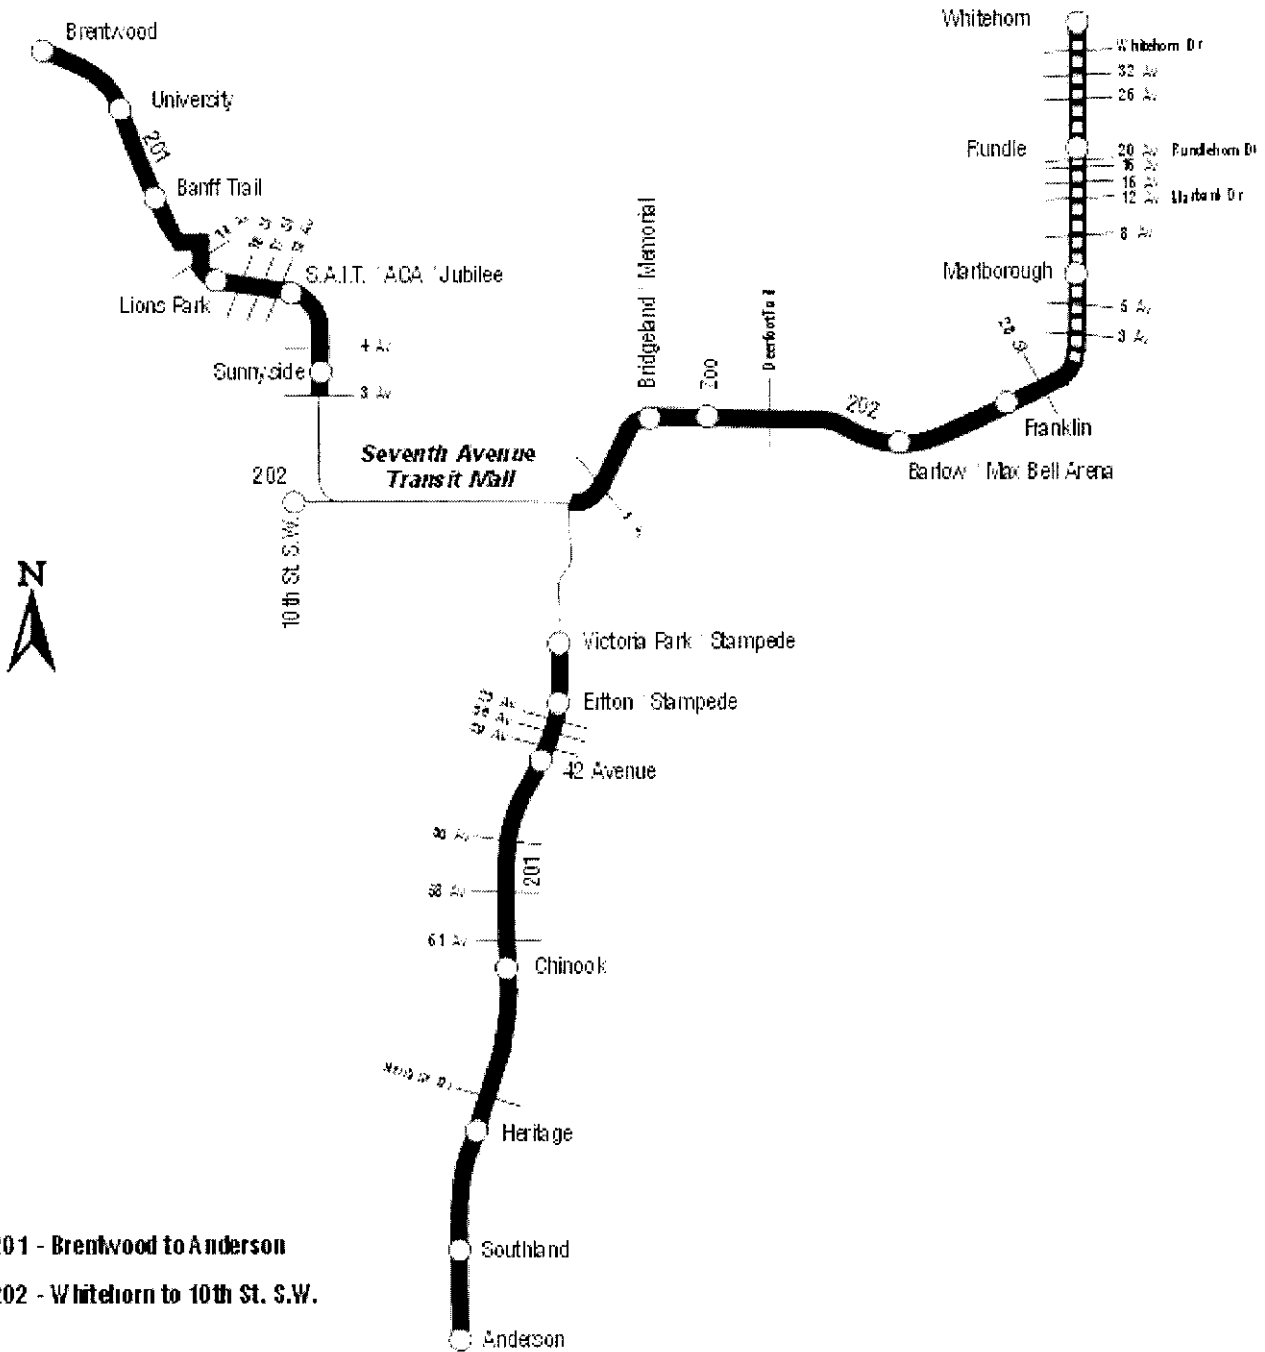 Brentwood
University
201
Banff Trail
Lions Park
S.A.I.T. ACA Jubilee
4 Av
Sunnyside
3 Av
Seventh Avenue
Transit Mall
202
10th St. S.W.
N
Bridgeland Memorial
Zoo
202
Barlow Max Bell Arena
Franklin
Whitehorn
Whitehorn Dr
32 Av
26 Av
Rundle
20 Av Rundlehorn Dr
16 Av
16 Av
12 Av
8 Av
Marlborough
5 Av
3 Av
Victoria Park Stampede
Erlton Stampede
42 Avenue
201
58 Av
61 Av
Chinook
Heritage
Southland
Anderson
201 - Brentwood to Anderson
202 - Whitehorn to 10th St. S.W.